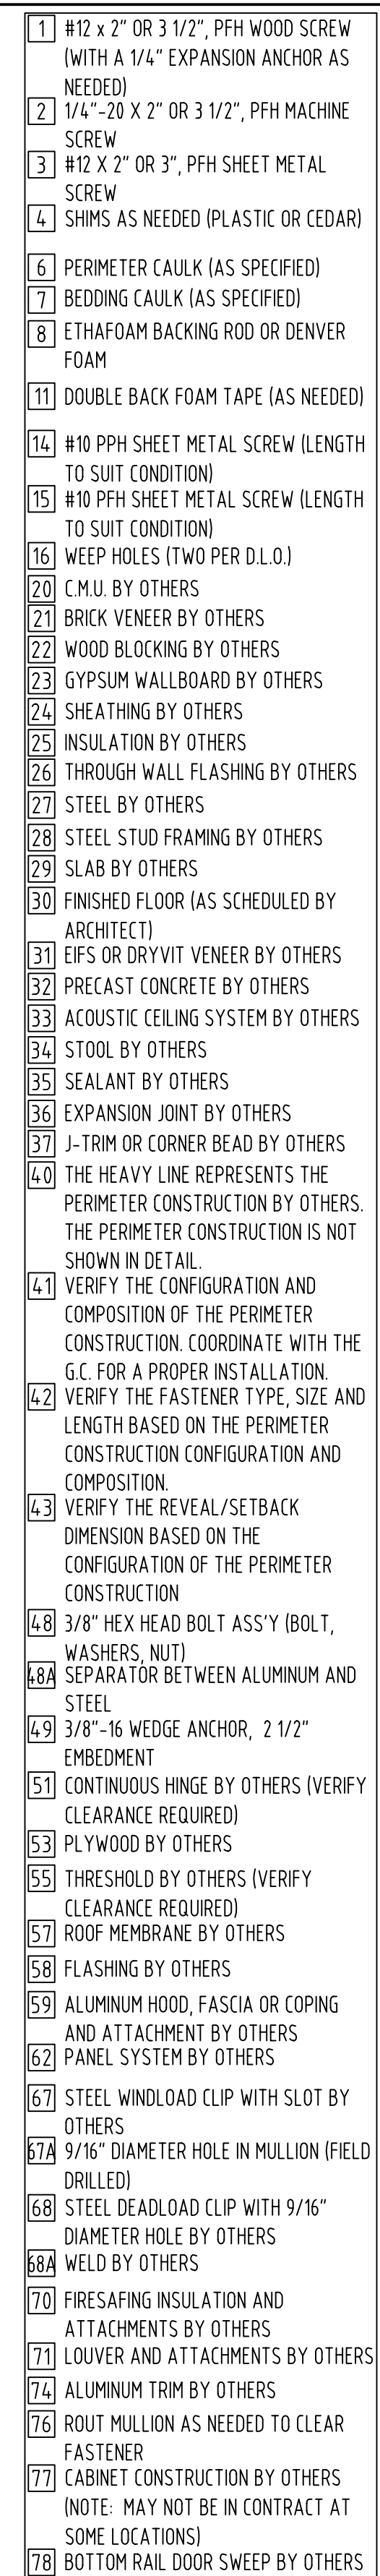 1 #12 x 2" OR 3 1/2", PFH WOOD SCREW
(WITH A 1/4" EXPANSION ANCHOR AS
NEEDED)
2 1/4"-20 X 2" OR 3 1/2", PFH MACHINE
SCREW
3 #12 X 2" OR 3", PFH SHEET METAL
SCREW
4 SHIMS AS NEEDED (PLASTIC OR CEDAR)
6 PERIMETER CAULK (AS SPECIFIED)
7 BEDDING CAULK (AS SPECIFIED)
8 ETHAFOAM BACKING ROD OR DENVER
FOAM
11 DOUBLE BACK FOAM TAPE (AS NEEDED)
14 #10 PPH SHEET METAL SCREW (LENGTH
TO SUIT CONDITION)
15 #10 PFH SHEET METAL SCREW (LENGTH
TO SUIT CONDITION)
16 WEEP HOLES (TWO PER D.L.O.)
20 C.M.U. BY OTHERS
21 BRICK VENEER BY OTHERS
22 WOOD BLOCKING BY OTHERS
23 GYPSUM WALLBOARD BY OTHERS
24 SHEATHING BY OTHERS
25 INSULATION BY OTHERS
26 THROUGH WALL FLASHING BY OTHERS
27 STEEL BY OTHERS
28 STEEL STUD FRAMING BY OTHERS
29 SLAB BY OTHERS
30 FINISHED FLOOR (AS SCHEDULED BY
ARCHITECT)
31 EIFS OR DRYVIT VENEER BY OTHERS
32 PRECAST CONCRETE BY OTHERS
33 ACOUSTIC CEILING SYSTEM BY OTHERS
34 STOOL BY OTHERS
35 SEALANT BY OTHERS
36 EXPANSION JOINT BY OTHERS
37 J-TRIM OR CORNER BEAD BY OTHERS
40 THE HEAVY LINE REPRESENTS THE
PERIMETER CONSTRUCTION BY OTHERS.
THE PERIMETER CONSTRUCTION IS NOT
SHOWN IN DETAIL.
41 VERIFY THE CONFIGURATION AND
COMPOSITION OF THE PERIMETER
CONSTRUCTION. COORDINATE WITH THE
G.C. FOR A PROPER INSTALLATION.
42 VERIFY THE FASTENER TYPE, SIZE AND
LENGTH BASED ON THE PERIMETER
CONSTRUCTION CONFIGURATION AND
COMPOSITION.
43 VERIFY THE REVEAL/SETBACK
DIMENSION BASED ON THE
CONFIGURATION OF THE PERIMETER
CONSTRUCTION
48 3/8" HEX HEAD BOLT ASS'Y (BOLT,
WASHERS, NUT)
48A SEPARATOR BETWEEN ALUMINUM AND
STEEL
49 3/8"-16 WEDGE ANCHOR, 2 1/2"
EMBEDMENT
51 CONTINUOUS HINGE BY OTHERS (VERIFY
CLEARANCE REQUIRED)
53 PLYWOOD BY OTHERS
55 THRESHOLD BY OTHERS (VERIFY
CLEARANCE REQUIRED)
57 ROOF MEMBRANE BY OTHERS
58 FLASHING BY OTHERS
59 ALUMINUM HOOD, FASCIA OR COPING
AND ATTACHMENT BY OTHERS
62 PANEL SYSTEM BY OTHERS
67 STEEL WINDLOAD CLIP WITH SLOT BY
OTHERS
67A 9/16" DIAMETER HOLE IN MULLION (FIELD
DRILLED)
68 STEEL DEADLOAD CLIP WITH 9/16"
DIAMETER HOLE BY OTHERS
68A WELD BY OTHERS
70 FIRESAFING INSULATION AND
ATTACHMENTS BY OTHERS
71 LOUVER AND ATTACHMENTS BY OTHERS
74 ALUMINUM TRIM BY OTHERS
76 ROUT MULLION AS NEEDED TO CLEAR
FASTENER
77 CABINET CONSTRUCTION BY OTHERS
(NOTE: MAY NOT BE IN CONTRACT AT
SOME LOCATIONS)
78 BOTTOM RAIL DOOR SWEEP BY OTHERS